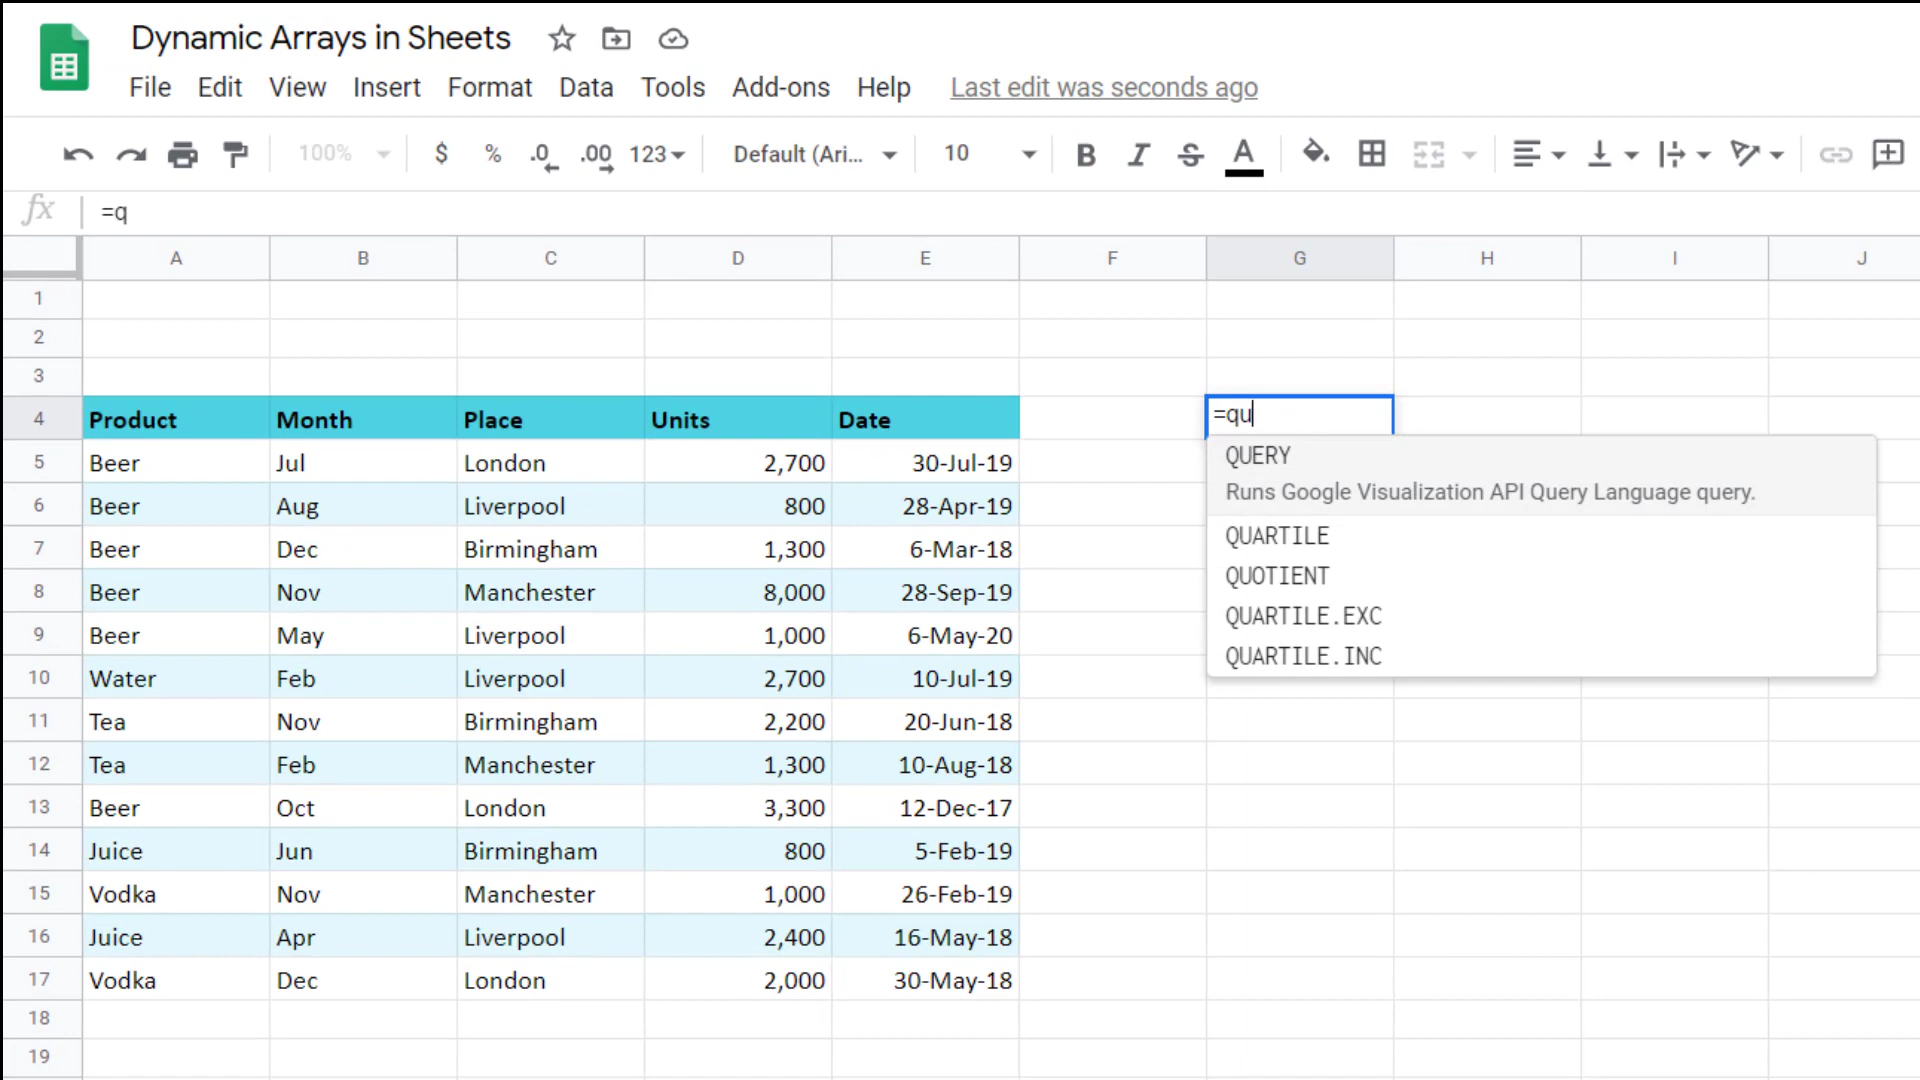 Dynamic Arrays in Sheets
File Edit View Insert Format Data Tools Add-ons Help Last edit was seconds ago
100% $ % .0 .00 123 Default (Ari... 10 B I S A
fx =q
A B C D E F G H I J
1
2
3
4 Product Month Place Units Date =qu
5 Beer Jul London 2,700 30-Jul-19 QUERY
Runs Google Visualization API Query Language query.
6 Beer Aug Liverpool 800 28-Apr-19 QUARTILE
7 Beer Dec Birmingham 1,300 6-Mar-18 QUOTIENT
8 Beer Nov Manchester 8,000 28-Sep-19 QUARTILE.EXC
9 Beer May Liverpool 1,000 6-May-20 QUARTILE.INC
10 Water Feb Liverpool 2,700 10-Jul-19
11 Tea Nov Birmingham 2,200 20-Jun-18
12 Tea Feb Manchester 1,300 10-Aug-18
13 Beer Oct London 3,300 12-Dec-17
14 Juice Jun Birmingham 800 5-Feb-19
15 Vodka Nov Manchester 1,000 26-Feb-19
16 Juice Apr Liverpool 2,400 16-May-18
17 Vodka Dec London 2,000 30-May-18
18
19